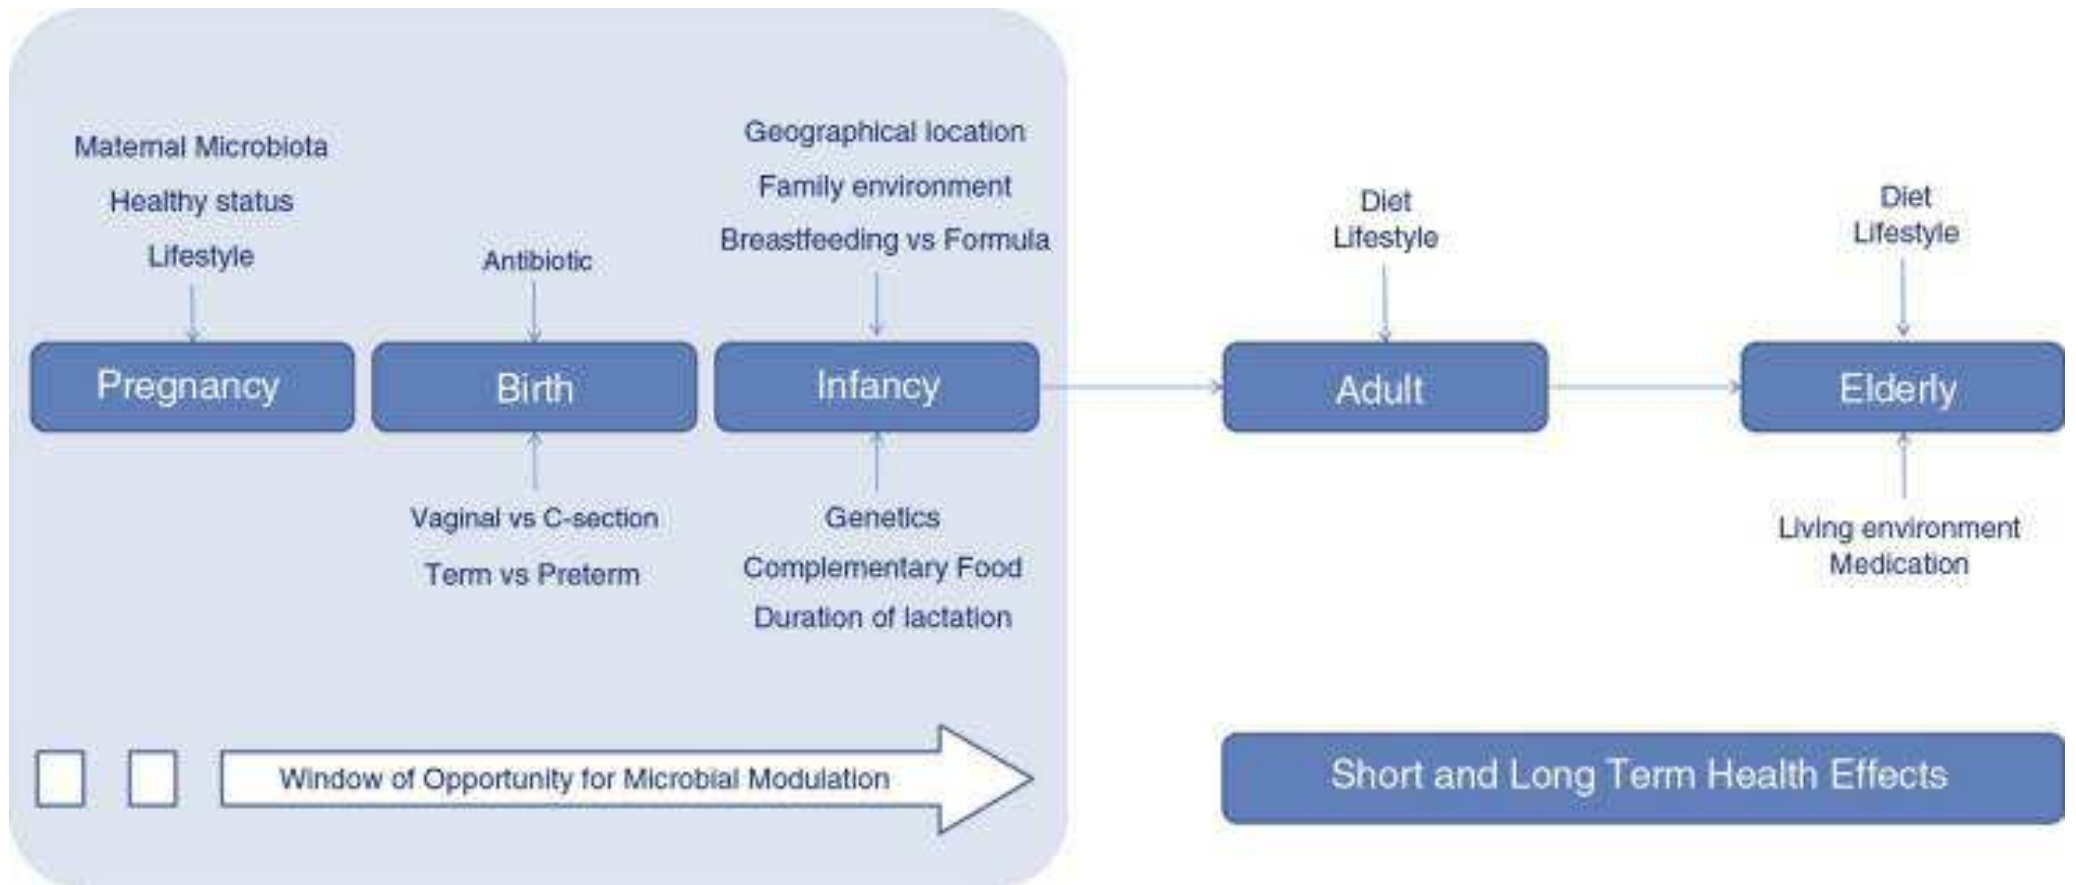 Maternal Microbiota
Healthy status
Lifestyle
Antibiotic
Geographical location
Family environment
Breastfeeding vs Formula
Diet
Lifestyle
Diet
Lifestyle
Pregnancy
Birth
Infancy
Adult
Elderly
Vaginal vs C-section
Term vs Preterm
Genetics
Complementary Food
Duration of lactation
Living environment
Medication
Window of Opportunity for Microbial Modulation
Short and Long Term Health Effects